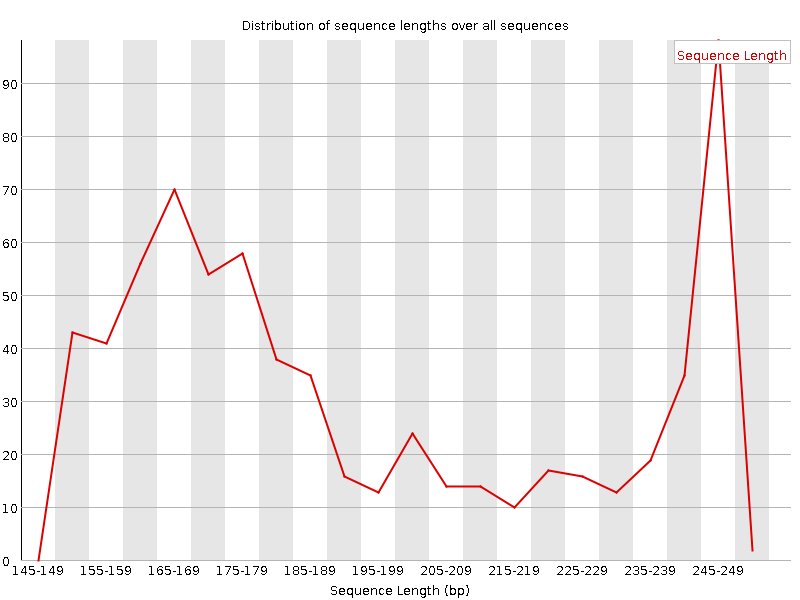 Distribution of sequence lengths over all sequences
Sequence Length
90
80
70
60
50
40
30
20
10
0
145-149 155-159 165-169 175-179 185-189 195-199 205-209 215-219 225-229 235-239 245-249
Sequence Length (bp)